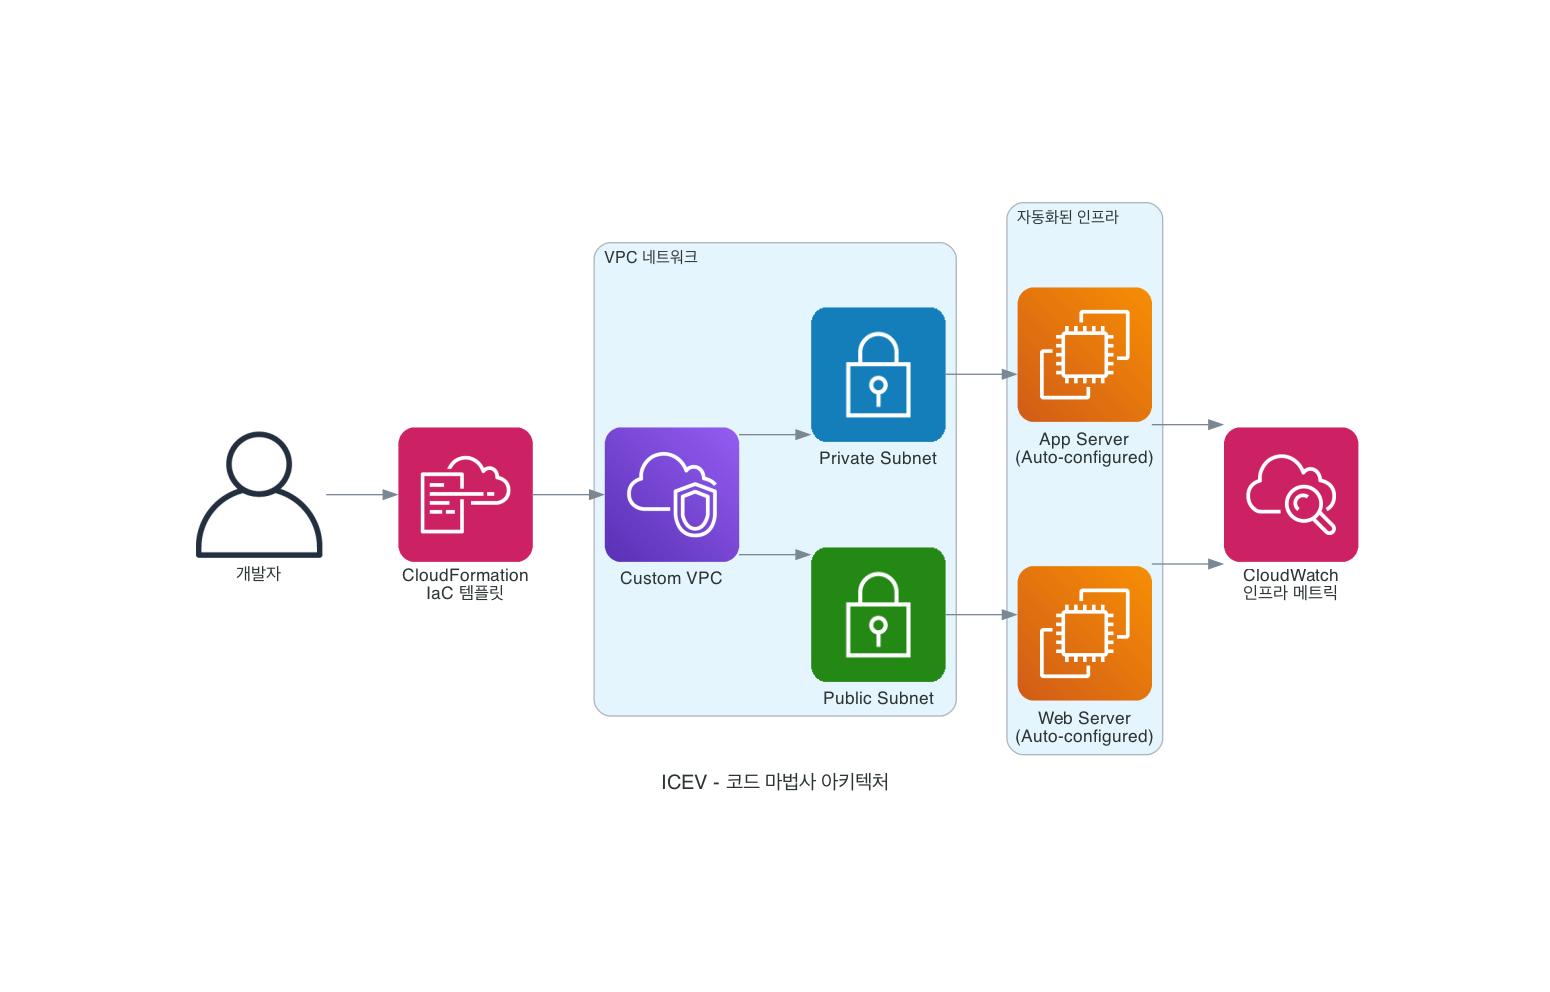 자동화된 인프라
VPC 네트워크
App Server
(Auto-configured)
Private Subnet
개발자
CloudFormation
IaC 템플릿
Custom VPC
CloudWatch
인프라 메트릭
Public Subnet
Web Server
(Auto-configured)
ICEV - 코드 마법사 아키텍처